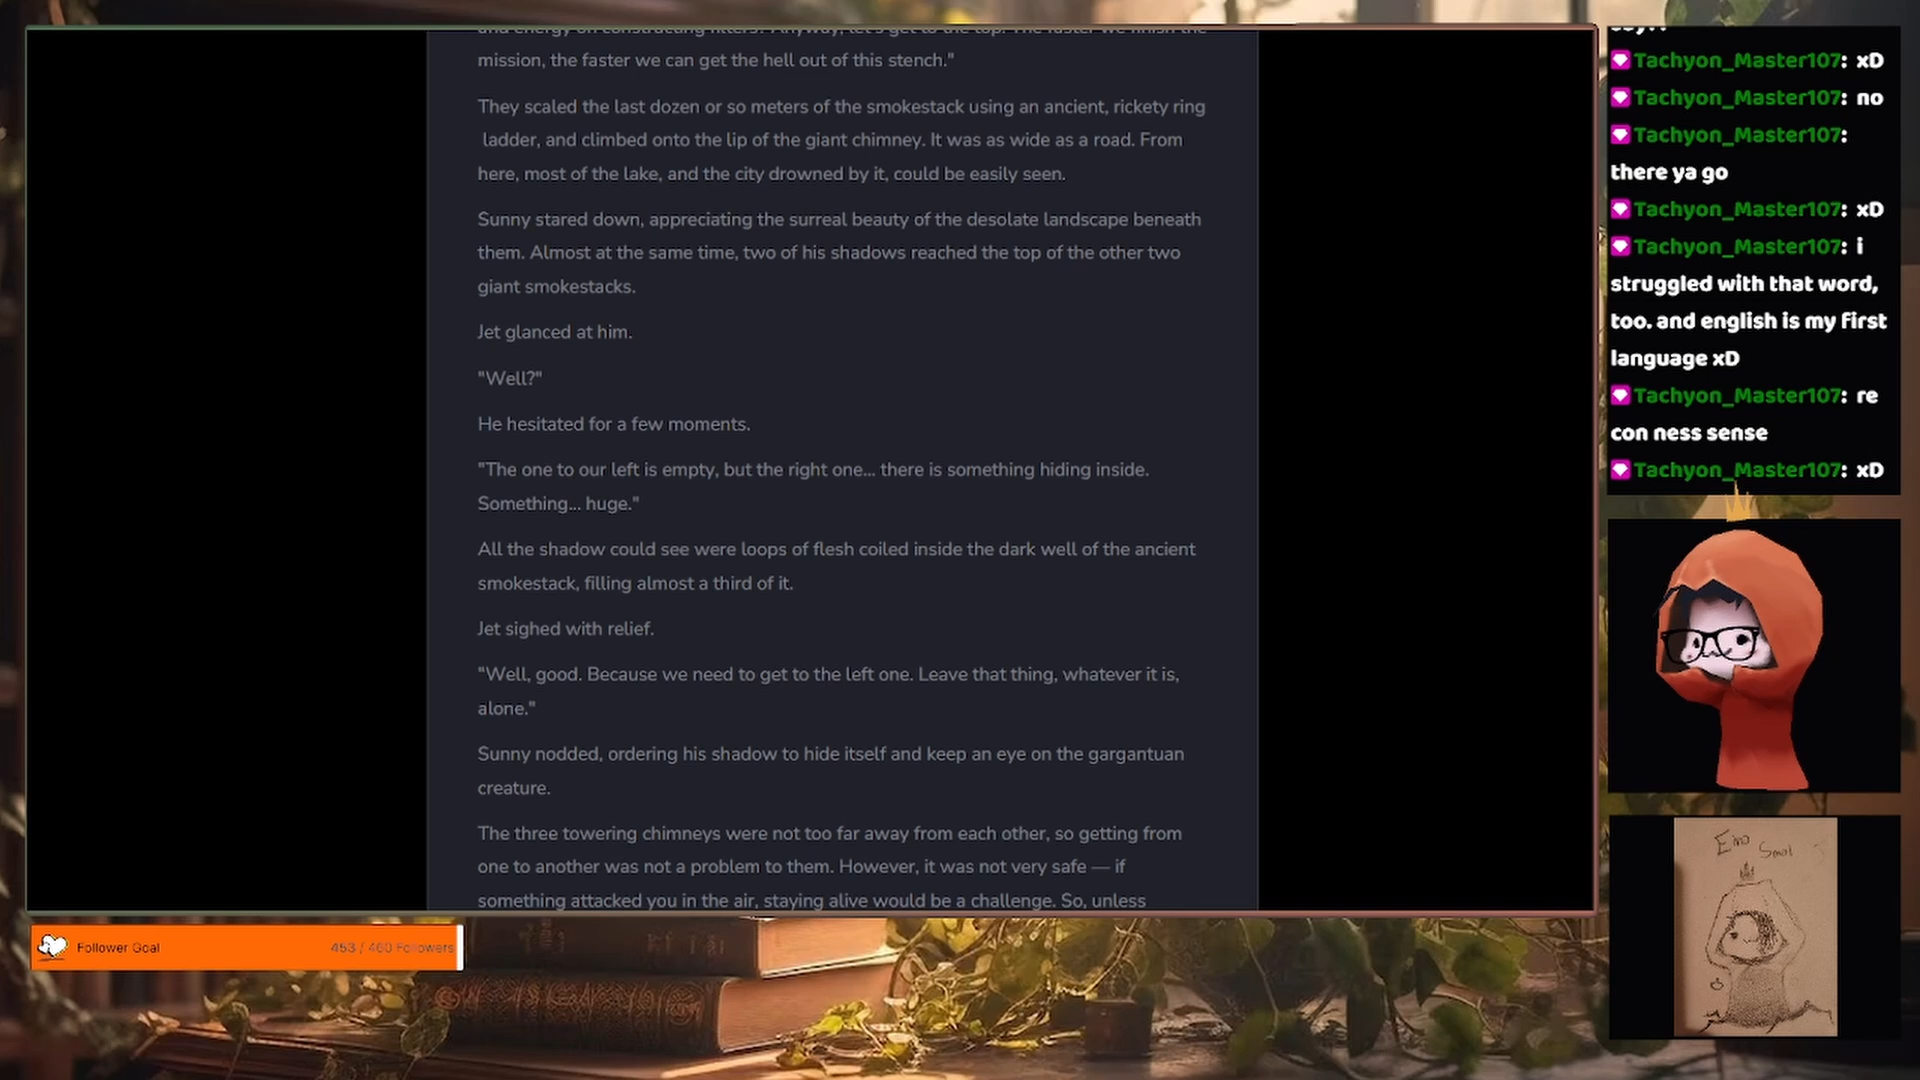 mission, the faster we can get the hell out of this stench."
They scaled the last dozen or so meters of the smokestack using an ancient, rickety ring
ladder, and climbed onto the lip of the giant chimney. It was as wide as a road. From
here, most of the lake, and the city drowned by it, could be easily seen.
Sunny stared down, appreciating the surreal beauty of the desolate landscape beneath
them. Almost at the same time, two of his shadows reached the top of the other two
giant smokestacks.
Jet glanced at him.
"Well?"
He hesitated for a few moments.
"The one to our left is empty, but the right one... there is something hiding inside.
Something... huge."
All the shadow could see were loops of flesh coiled inside the dark well of the ancient
smokestack, filling almost a third of it.
Jet sighed with relief.
"Well, good. Because we need to get to the left one. Leave that thing, whatever it is,
alone."
Sunny nodded, ordering his shadow to hide itself and keep an eye on the gargantuan
creature.
The three towering chimneys were not too far away from each other, so getting from
one to another was not a problem to them. However, it was not very safe — if
something attacked you in the air, staying alive would be a challenge. So, unless
Follower Goal 453 / 460 Followers
Tachyon_Master107: xD
Tachyon_Master107: no
Tachyon_Master107:
there ya go
Tachyon_Master107: xD
Tachyon_Master107: i
struggled with that word,
too. and english is my first
language xD
Tachyon_Master107: re
con ness sense
Tachyon_Master107: xD
Emo
Smol